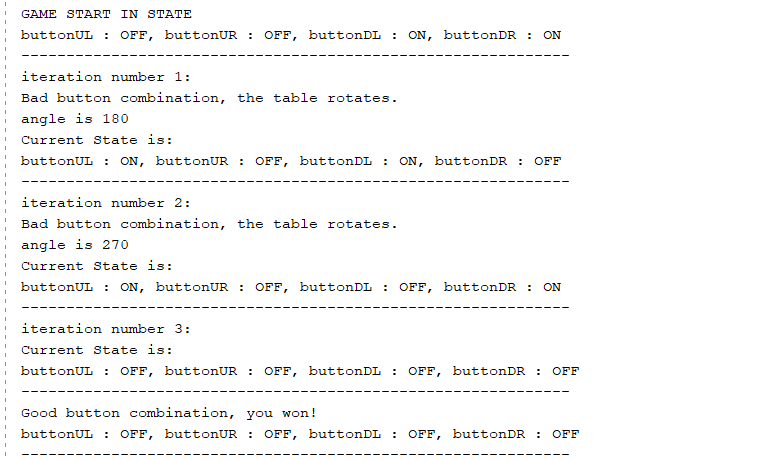 GAME START IN STATE
buttonUL : OFF, buttonUR : OFF, buttonDL : ON, buttonDR : ON
-------------------------------------------------------------
iteration number 1:
Bad button combination, the table rotates.
angle is 180
Current State is:
buttonUL : ON, buttonUR : OFF, buttonDL : ON, buttonDR : OFF
-------------------------------------------------------------
iteration number 2:
Bad button combination, the table rotates.
angle is 270
Current State is:
buttonUL : ON, buttonUR : OFF, buttonDL : OFF, buttonDR : ON
-------------------------------------------------------------
iteration number 3:
Current State is:
buttonUL : OFF, buttonUR : OFF, buttonDL : OFF, buttonDR : OFF
-------------------------------------------------------------
Good button combination, you won!
buttonUL : OFF, buttonUR : OFF, buttonDL : OFF, buttonDR : OFF
-------------------------------------------------------------